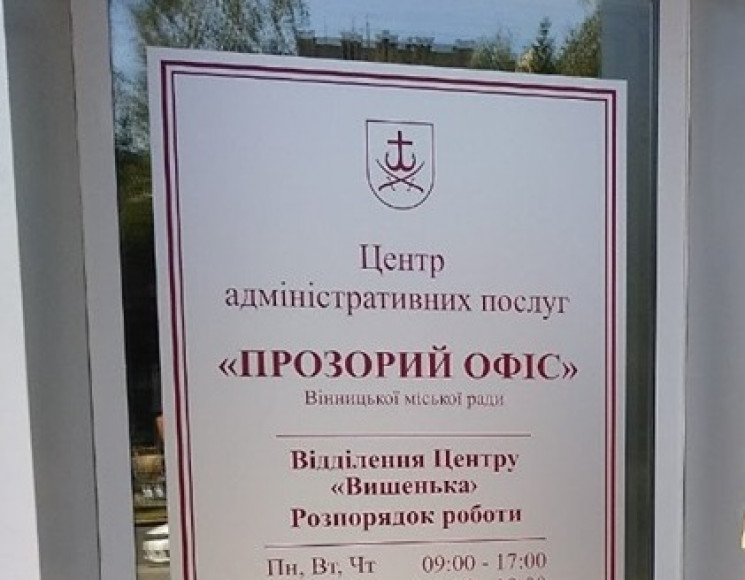 Центр
адміністративних послуг
«ПРОЗОРИЙ ОФІС»
Вінницької міської ради
Відділення Центру
«Вишенька»
Розпорядок роботи
Пн, Вт, Чт 09:00 - 17:00